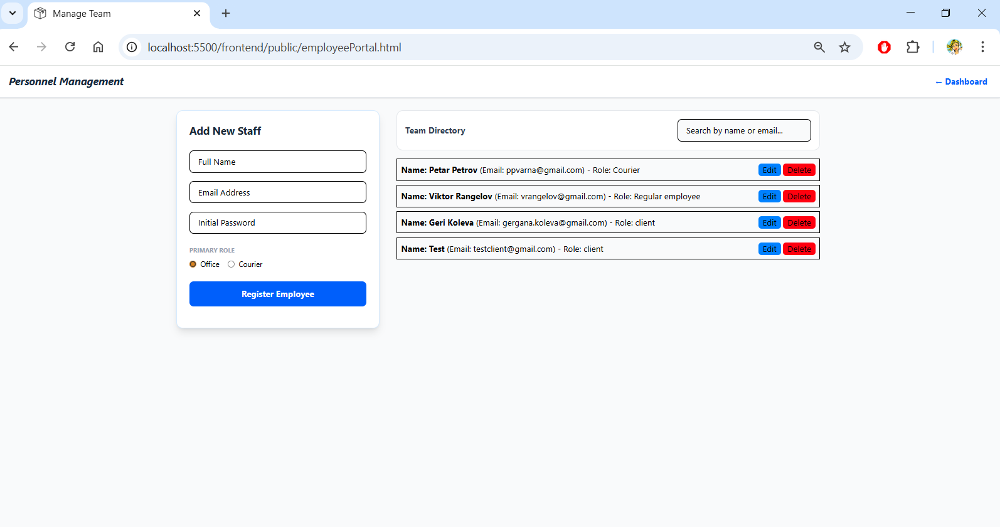 Manage Team
localhost:5500/frontend/public/employeePortal.html
Personnel Management
← Dashboard
Add New Staff
Full Name
Email Address
Initial Password
PRIMARY ROLE
Office Courier
Register Employee
Team Directory
Search by name or email...
Name: Petar Petrov (Email: ppvarna@gmail.com) - Role: Courier Edit Delete
Name: Viktor Rangelov (Email: vrangelov@gmail.com) - Role: Regular employee Edit Delete
Name: Geri Koleva (Email: gergana.koleva@gmail.com) - Role: client Edit Delete
Name: Test (Email: testclient@gmail.com) - Role: client Edit Delete